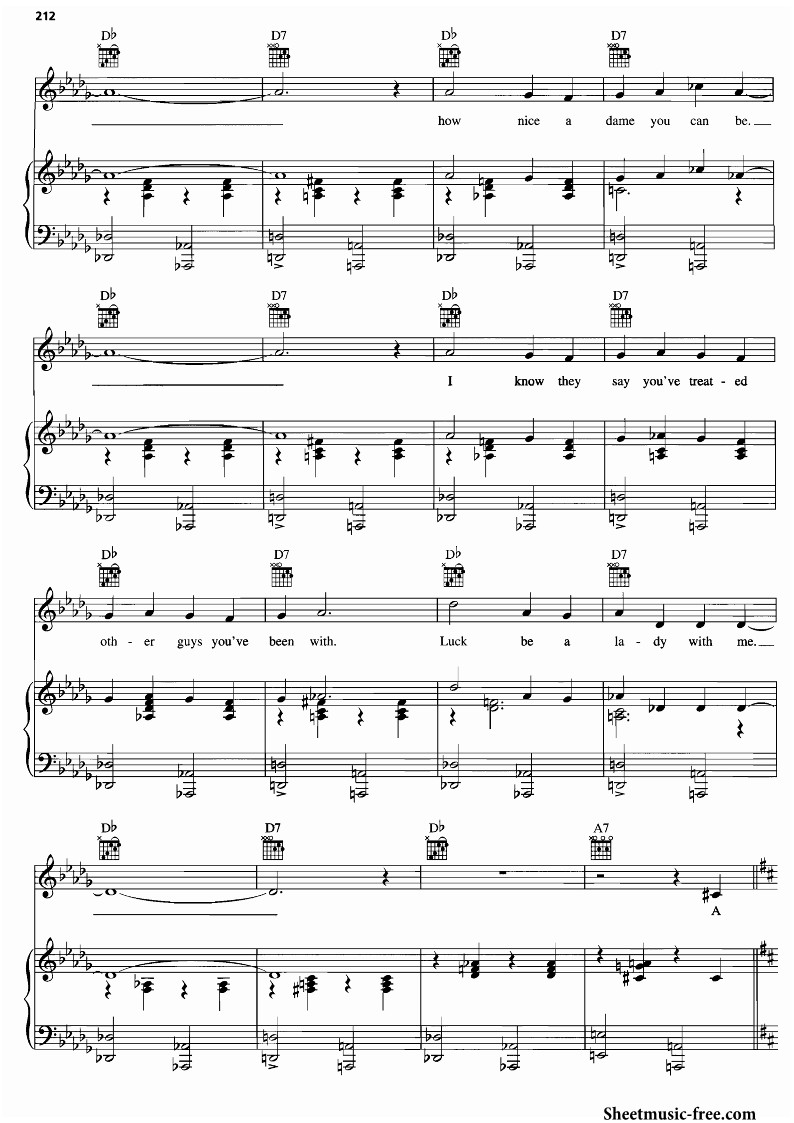 212
D♭ D7 D♭ D7
how nice a dame you can be.
D♭ D7 D♭ D7
I know they say you've treat - ed
D♭ D7 D♭ D7
oth - er guys you've been with. Luck be a la - dy with me.
D♭ D7 D♭ A7
A
Sheetmusic-free.com